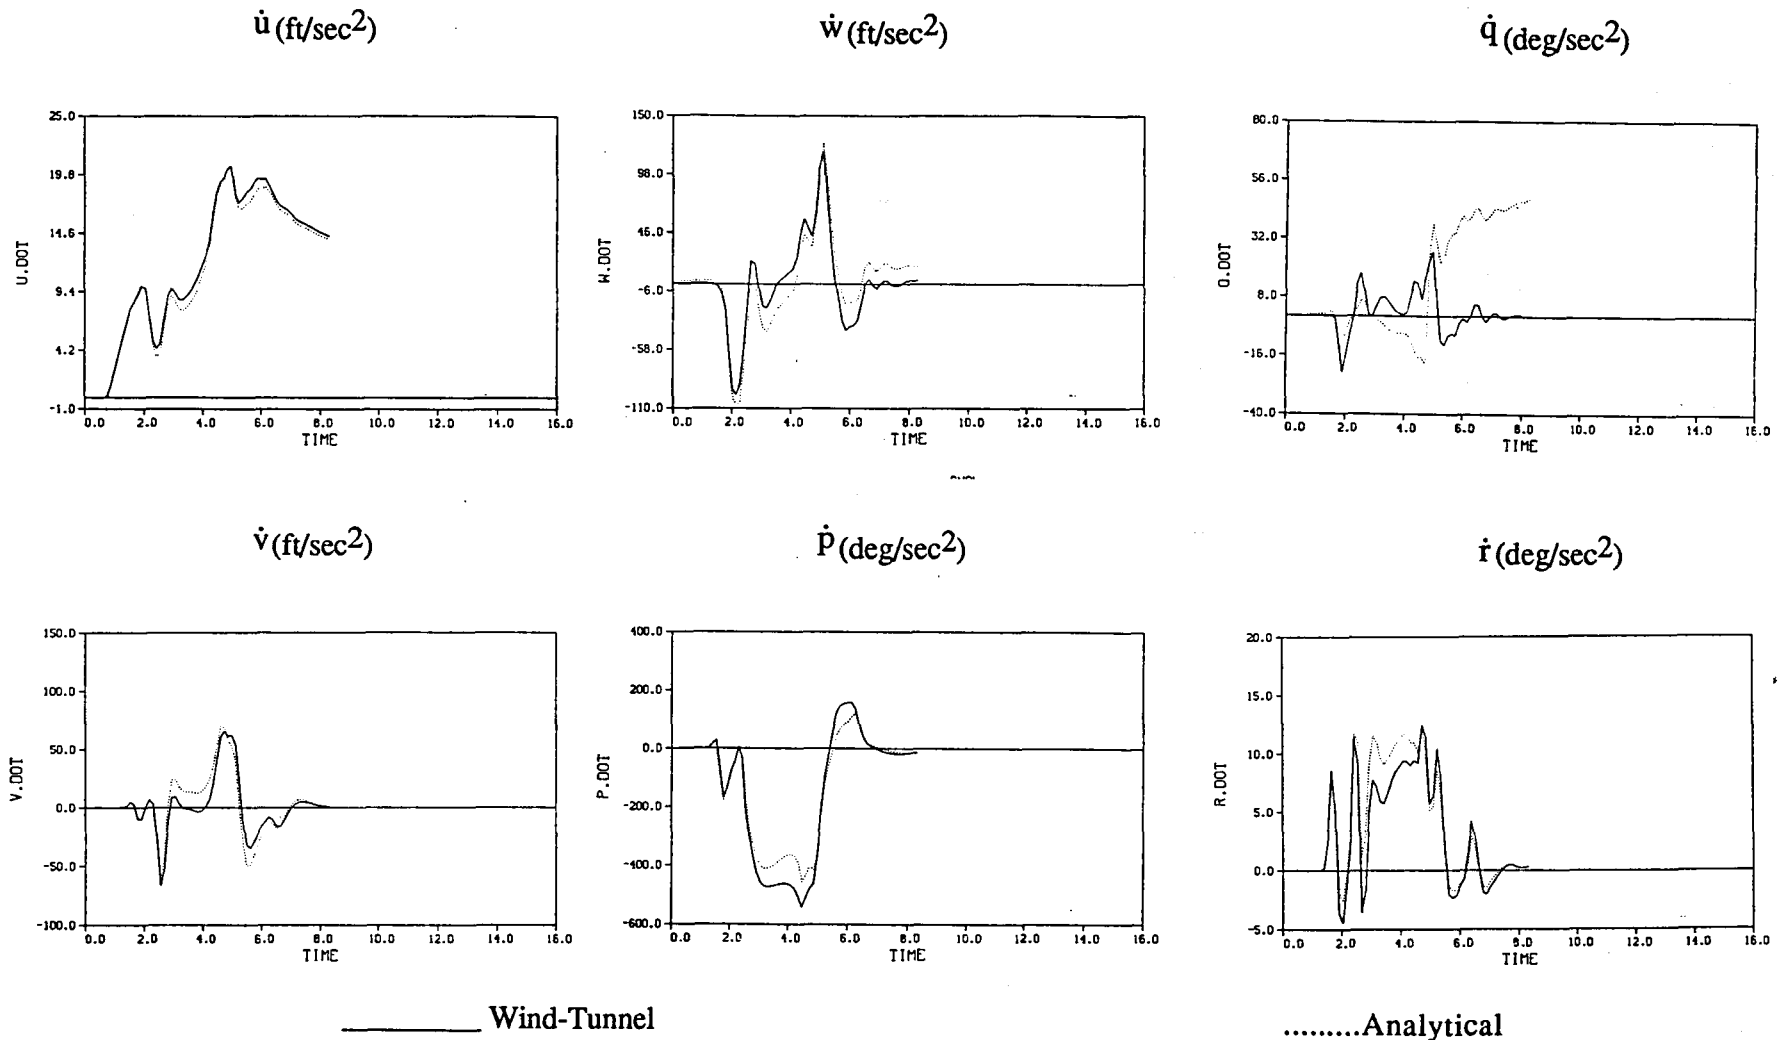 u̇ (ft/sec2)
ẇ (ft/sec2)
q̇ (deg/sec2)
25.0
19.8
14.6
9.4
4.2
-1.0
U.DOT
0.0 2.0 4.0 6.0 8.0 10.0 12.0 14.0 16.0
TIME
150.0
98.0
46.0
-6.0
-58.0
-110.0
W.DOT
0.0 2.0 4.0 6.0 8.0 10.0 12.0 14.0 16.0
TIME
80.0
56.0
32.0
8.0
-16.0
-40.0
Q.DOT
0.0 2.0 4.0 6.0 8.0 10.0 12.0 14.0 16.0
TIME
v̇ (ft/sec2)
ṗ (deg/sec2)
ṙ (deg/sec2)
150.0
100.0
50.0
0.0
-50.0
-100.0
V.DOT
0.0 2.0 4.0 6.0 8.0 10.0 12.0 14.0 16.0
TIME
400.0
200.0
0.0
-200.0
-400.0
-600.0
P.DOT
0.0 2.0 4.0 6.0 8.0 10.0 12.0 14.0 16.0
TIME
20.0
15.0
10.0
5.0
0.0
-5.0
R.DOT
0.0 2.0 4.0 6.0 8.0 10.0 12.0 14.0 16.0
TIME
Wind-Tunnel
.........Analytical